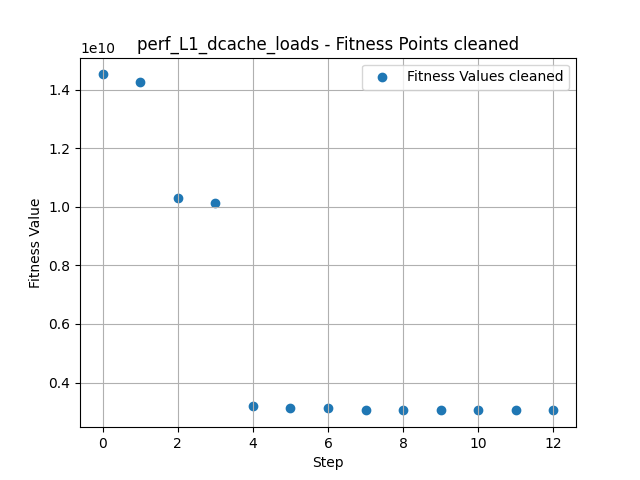 perf_L1_dcache_loads - Fitness Points cleaned
1e10
Fitness Values cleaned
1.4
1.2
1.0
0.8
0.6
0.4
Fitness Value
0 2 4 6 8 10 12
Step